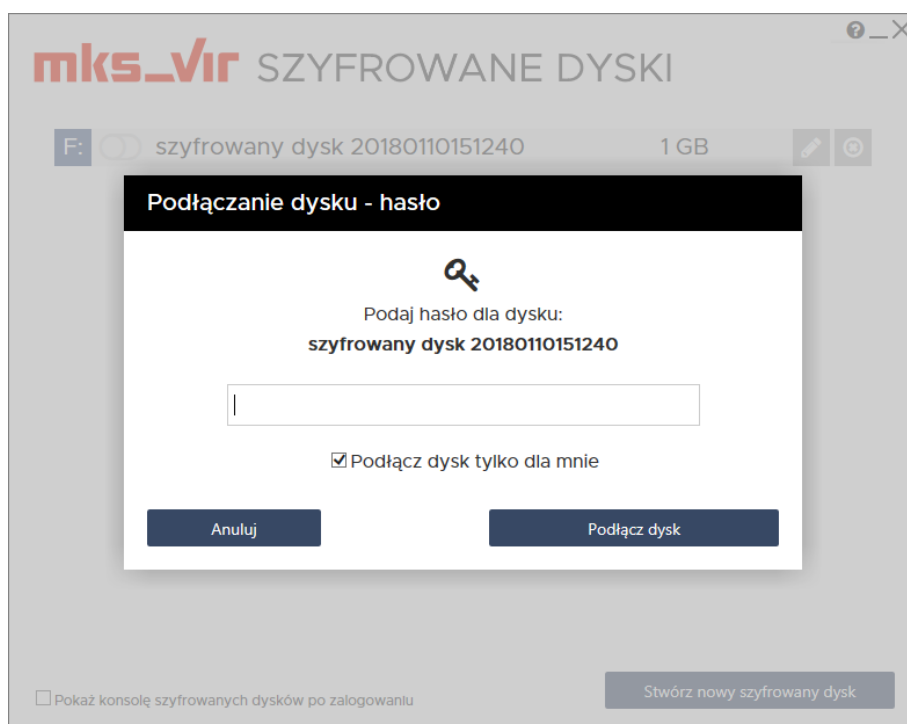 mks_vir SZYFROWANE DYSKI
F: szyfrowany dysk 20180110151240 1 GB
Podłączanie dysku - hasło
Podaj hasło dla dysku:
szyfrowany dysk 20180110151240
Podłącz dysk tylko dla mnie
Anuluj Podłącz dysk
Pokaż konsolę szyfrowanych dysków po zalogowaniu
Stwórz nowy szyfrowany dysk